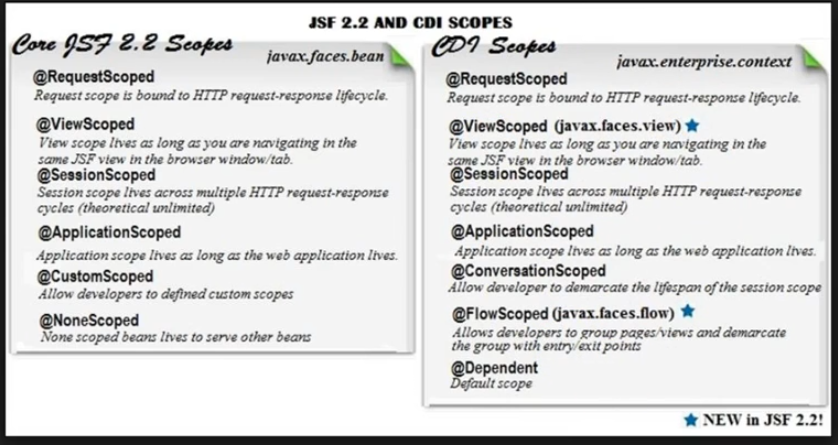 JSF 2.2 AND CDI SCOPES
Core JSF 2.2 Scopes
javax.faces.bean
@RequestScoped
Request scope is bound to HTTP request-response lifecycle.
@ViewScoped
View scope lives as long as you are navigating in the
same JSF view in the browser window/tab.
@SessionScoped
Session scope lives across multiple HTTP request-response
cycles (theoretical unlimited)
@ApplicationScoped
Application scope lives as long as the web application lives.
@CustomScoped
Allow developers to defined custom scopes
@NoneScoped
None scoped beans lives to serve other beans
CDI Scopes
javax.enterprise.context
@RequestScoped
Request scope is bound to HTTP request-response lifecycle.
@ViewScoped (javax.faces.view)
View scope lives as long as you are navigating in the
same JSF view in the browser window/tab.
@SessionScoped
Session scope lives across multiple HTTP request-response
cycles (theoretical unlimited)
@ApplicationScoped
Application scope lives as long as the web application lives.
@ConversationScoped
Allow developer to demarcate the lifespan of the session scope
@FlowScoped (javax.faces.flow)
Allows developers to group pages/views and demarcate
the group with entry/exit points
@Dependent
Default scope
NEW in JSF 2.2!